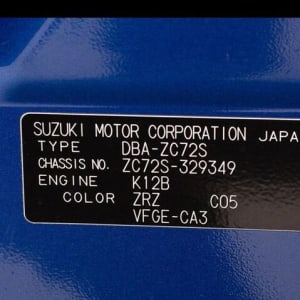 SUZUKI MOTOR CORPORATION JAPA
TYPE DBA-ZC72S
CHASSIS NO. ZC72S-329349
ENGINE K12B
COLOR ZRZ C05
VFGE-CA3